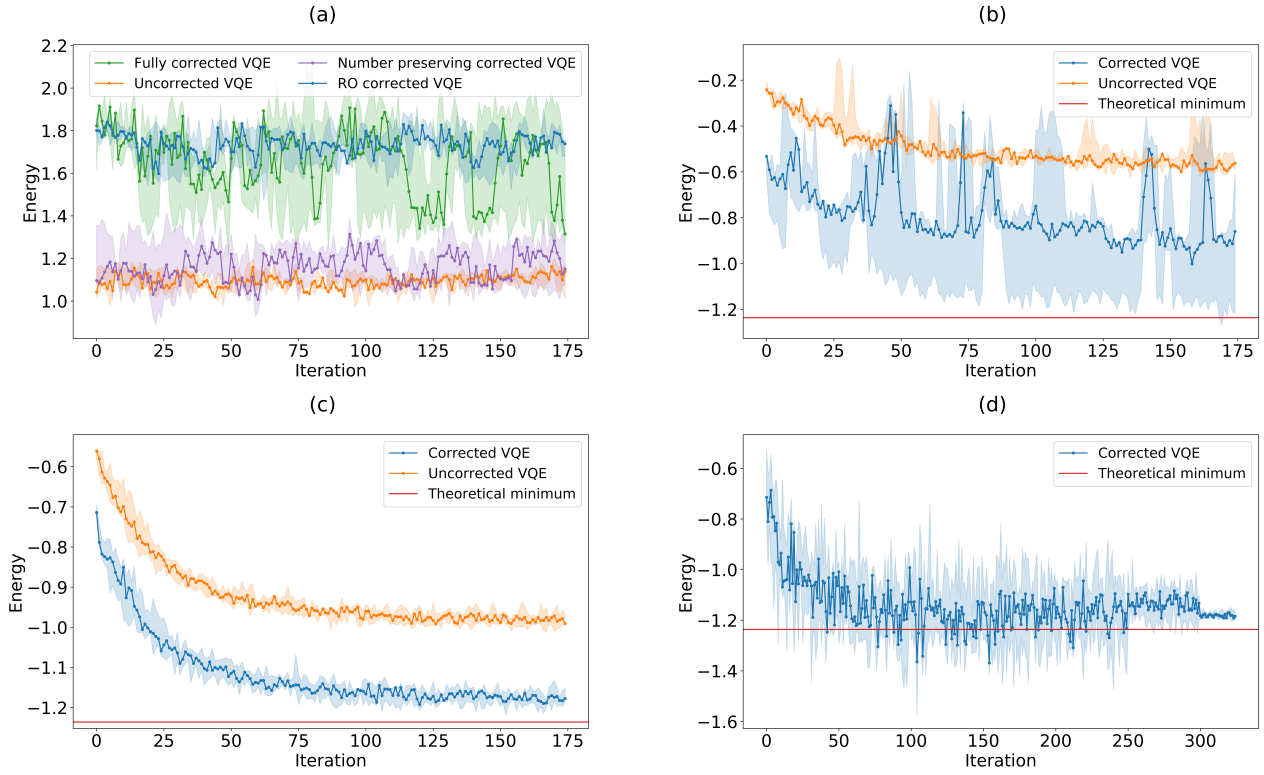 (a)
2.2
2.0
1.8
1.6
1.4
1.2
1.0
Energy
Fully corrected VQE
Uncorrected VQE
Number preserving corrected VQE
RO corrected VQE
0 25 50 75 100 125 150 175
Iteration
(b)
−0.2
−0.4
−0.6
−0.8
−1.0
−1.2
Energy
Corrected VQE
Uncorrected VQE
Theoretical minimum
0 25 50 75 100 125 150 175
Iteration
(c)
−0.6
−0.7
−0.8
−0.9
−1.0
−1.1
−1.2
Energy
Corrected VQE
Uncorrected VQE
Theoretical minimum
0 25 50 75 100 125 150 175
Iteration
(d)
−0.6
−0.8
−1.0
−1.2
−1.4
−1.6
Energy
Corrected VQE
Theoretical minimum
0 50 100 150 200 250 300
Iteration